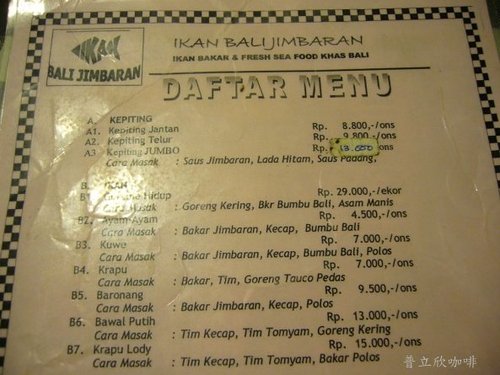 IKAN
BALI JIMBARAN
IKAN BALI JIMBARAN
IKAN BAKAR & FRESH SEA FOOD KHAS BALI
DAFTAR MENU
A. KEPITING
A1. Kepiting Jantan Rp. 8.800,-/ons
A2. Kepiting Telur Rp. 9.800,-/ons
A3 Kepiting JUMBO Rp. /ons
Cara Masak : Saus Jimbaran, Lada Hitam, Saus Padang,
B. IKAN
B1. Hidup Rp. 29.000,-/ekor
Cara Masak : Goreng Kering, Bkr Bumbu Bali, Asam Manis
B2. Ayam-Ayam Rp. 4.500,-/ons
Cara Masak : Bakar Jimbaran, Kecap, Bumbu Bali
B3. Kuwe Rp. 7.000,-/ons
Cara Masak : Bakar Jimbaran, Kecap, Bumbu Bali, Polos
B4. Krapu Rp. 7.000,-/ons
Cara Masak : Bakar, Tim, Goreng Tauco Pedas
B5. Baronang Rp. 9.500,-/ons
Cara Masak : Bakar Jimbaran, Kecap, Polos
B6. Bawal Putih Rp. 13.000,-/ons
Cara Masak : Tim Kecap, Tim Tomyam, Goreng Kering
B7. Krapu Lody Rp. 15.000,-/ons
Cara Masak : Tim Kecap, Tim Tomyam, Bakar Polos
普立欣咖啡